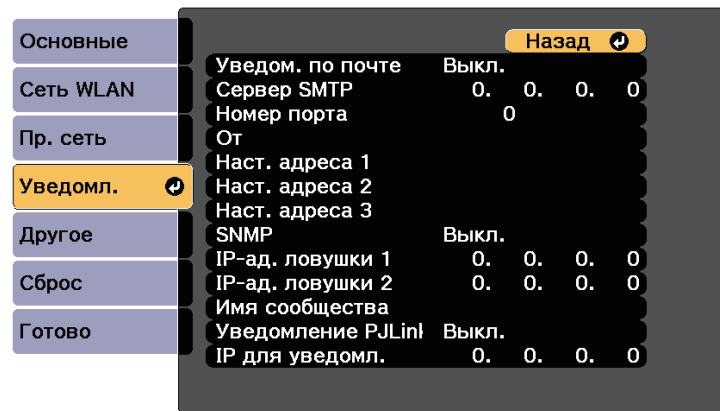 Основные
Сеть WLAN
Пр. сеть
Уведомл.
Другое
Сброс
Готово
Назад
Уведом. по почте Выкл.
Сервер SMTP 0. 0. 0. 0
Номер порта 0
От
Наст. адреса 1
Наст. адреса 2
Наст. адреса 3
SNMP Выкл.
IP-ад. ловушки 1 0. 0. 0. 0
IP-ад. ловушки 2 0. 0. 0. 0
Имя сообщества
Уведомление PJLink Выкл.
IP для уведомл. 0. 0. 0. 0